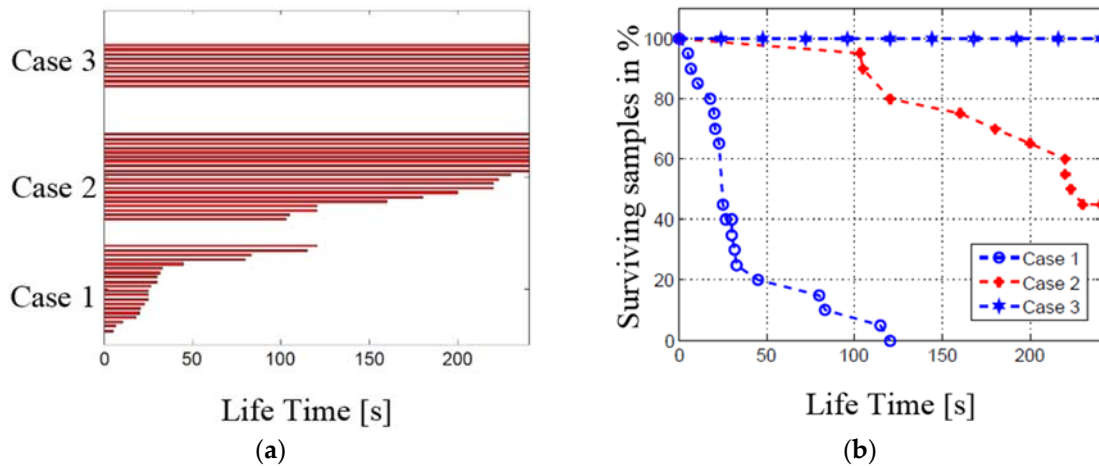 Case 3
Case 2
Case 1
0 50 100 150 200
Life Time [s]
(a)
Surviving samples in %
100
80
60
40
20
0
0 50 100 150 200
Case 1
Case 2
Case 3
Life Time [s]
(b)